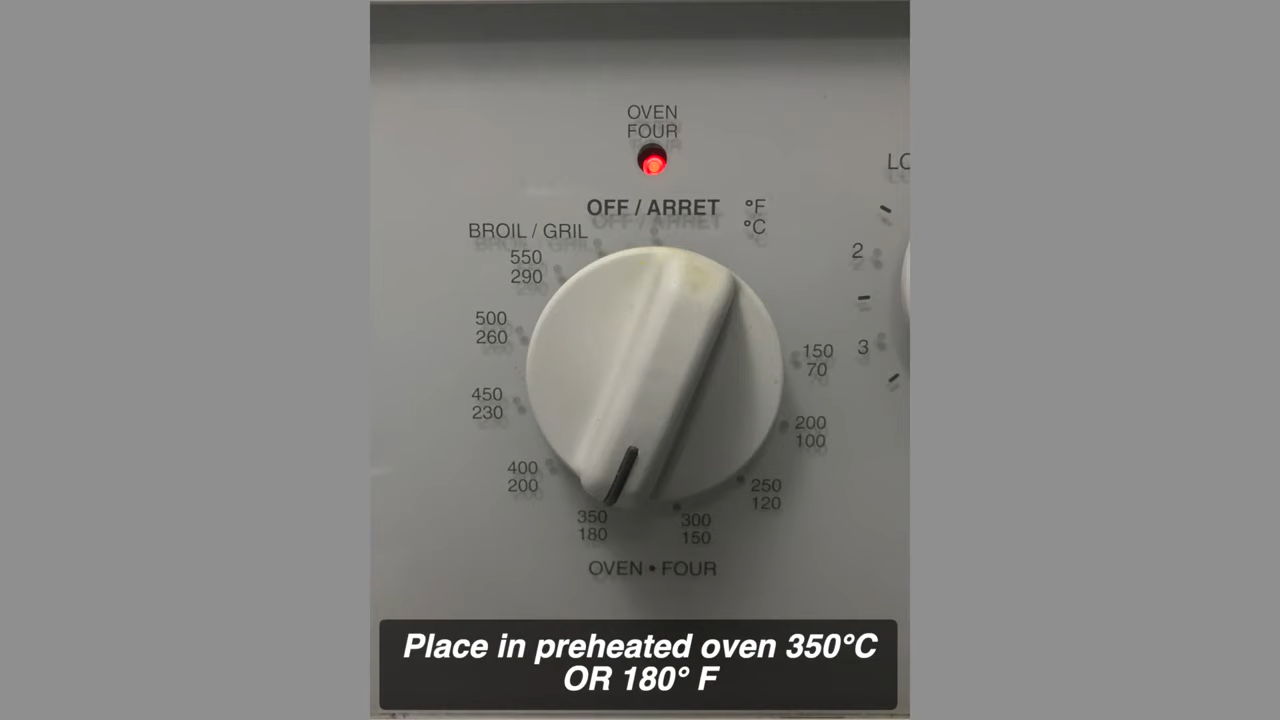 OVEN
FOUR
LO
OFF / ARRET
°F
°C
BROIL / GRIL
550
290
500
260
450
230
400
200
350
180
300
150
250
120
200
100
150
70
2
3
OVEN • FOUR
Place in preheated oven 350°C
OR 180° F